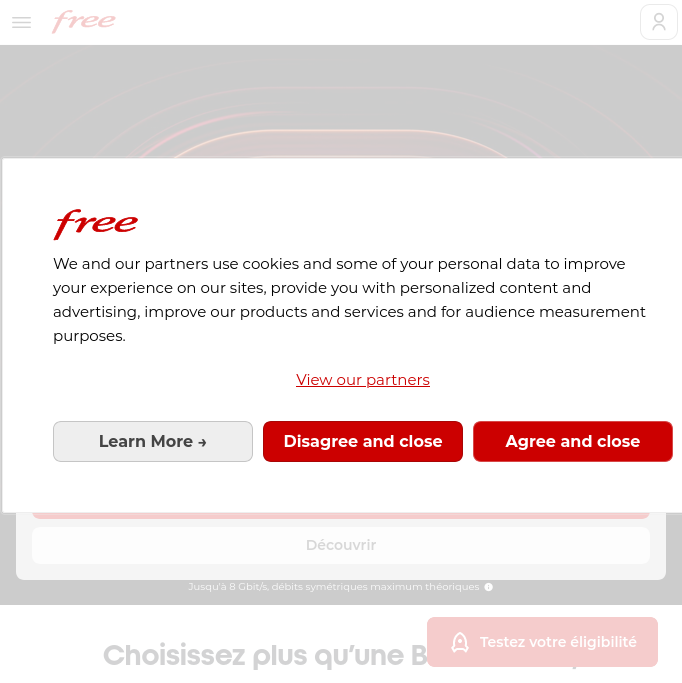 free
free
We and our partners use cookies and some of your personal data to improve
your experience on our sites, provide you with personalized content and
advertising, improve our products and services and for audience measurement
purposes.
View our partners
Learn More →
Disagree and close
Agree and close
Découvrir
Jusqu'à 8 Gbit/s, débits symétriques maximum théoriques
Testez votre éligibilité
Choisissez plus qu’une